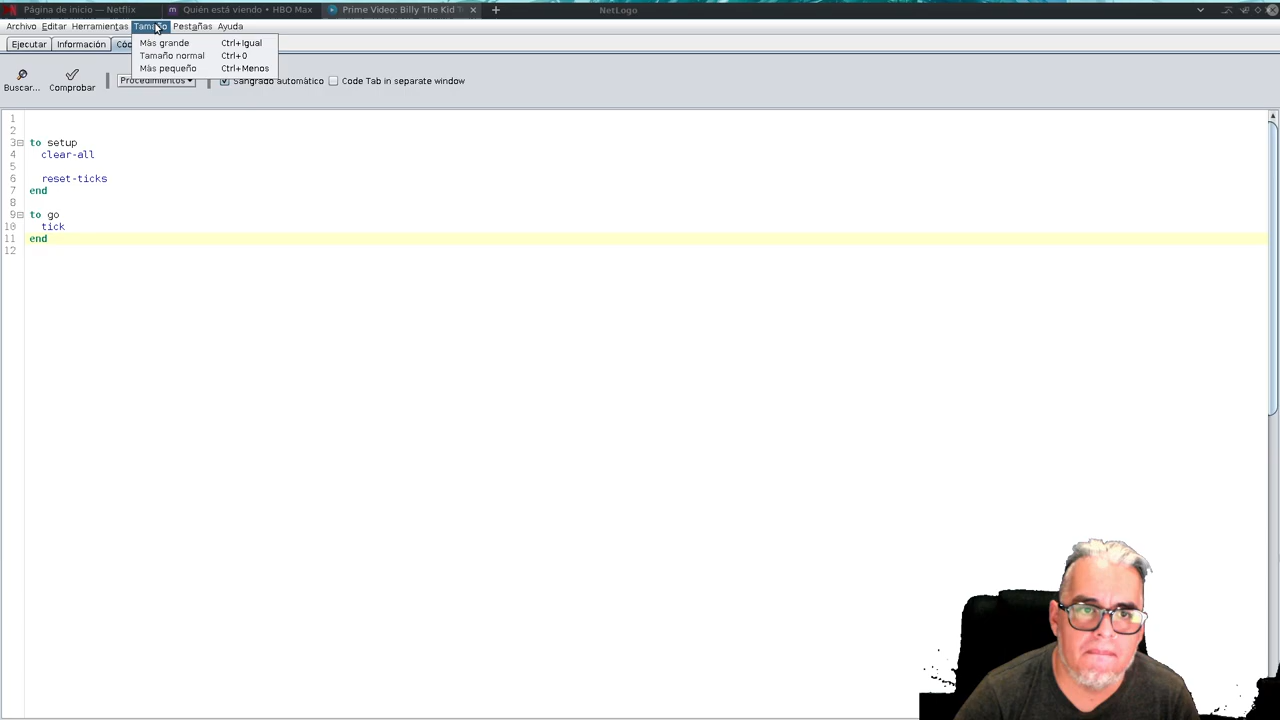 Página de inicio — Netflix
Quién está viendo • HBO Max
Prime Video: Billy The Kid
NetLogo
Archivo Editar Herramientas Tamaño Pestañas Ayuda
Ejecutar Información
Más grande Ctrl+Igual
Tamaño normal Ctrl+0
Más pequeño Ctrl+Menos
Buscar... Comprobar Procedimientos Sangrado automático Code Tab in separate window
1
2
3 to setup
4 clear-all
5
6 reset-ticks
7 end
8
9 to go
10 tick
11 end
12